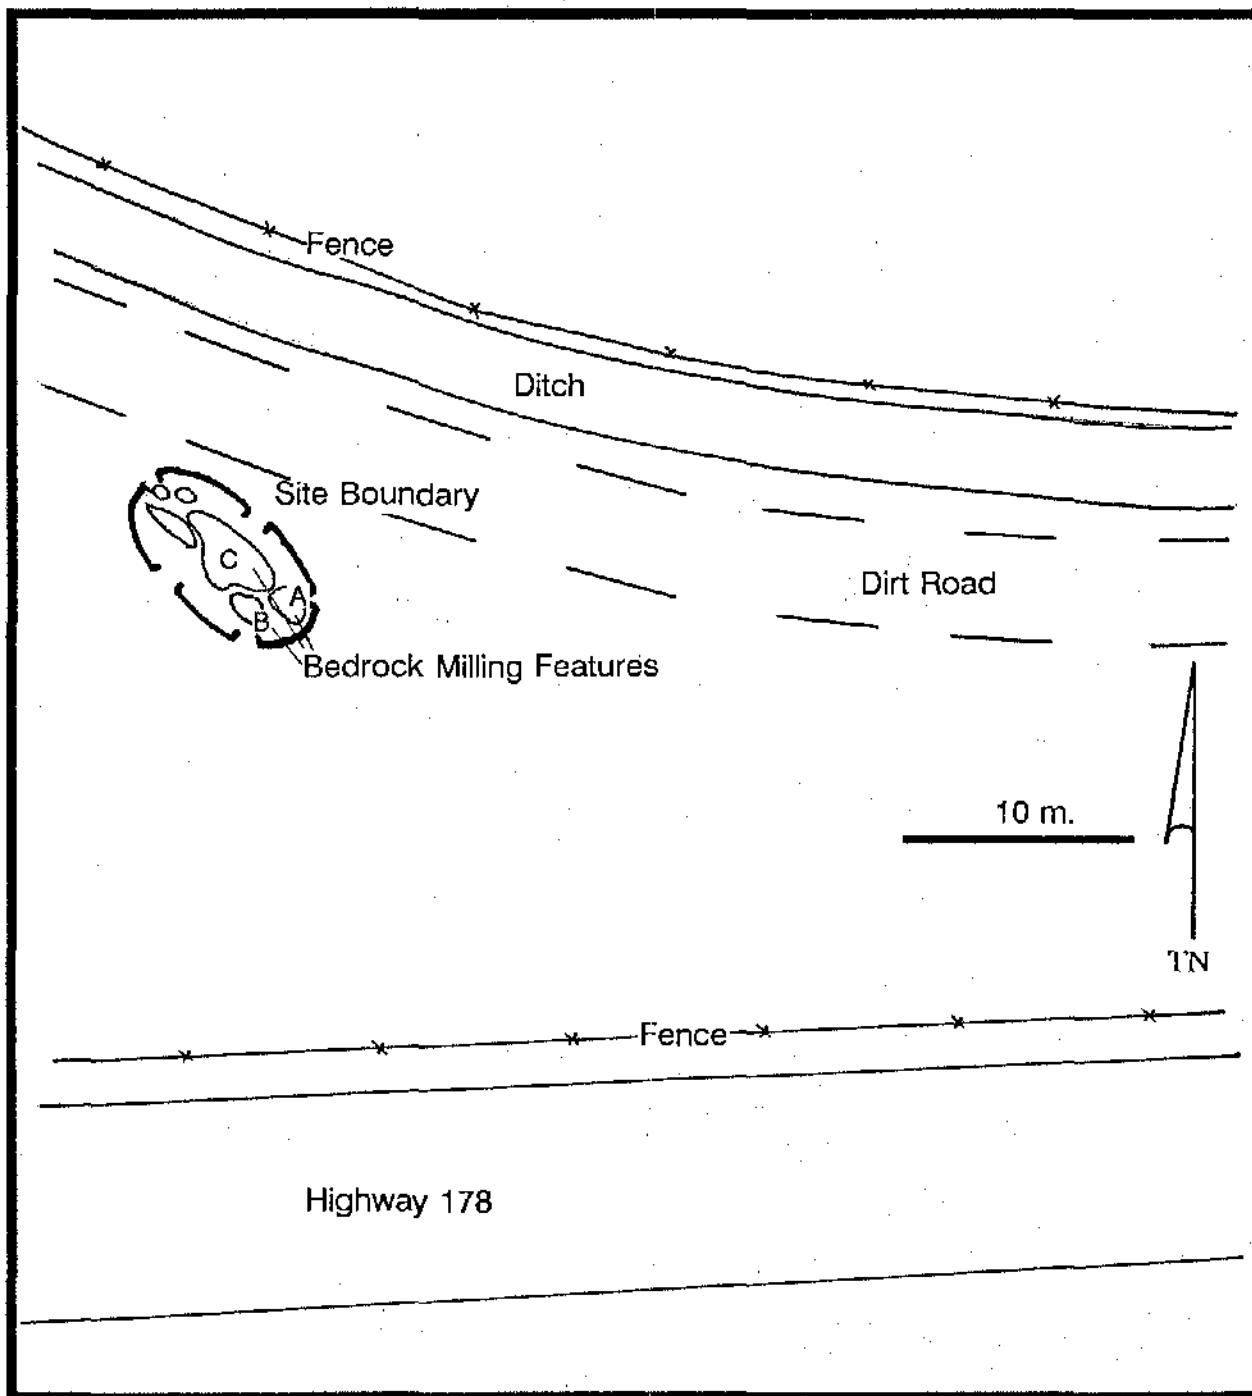 Fence
Ditch
Site Boundary
C
A
B
Dirt Road
Bedrock Milling Features
10 m.
TN
Fence
Highway 178